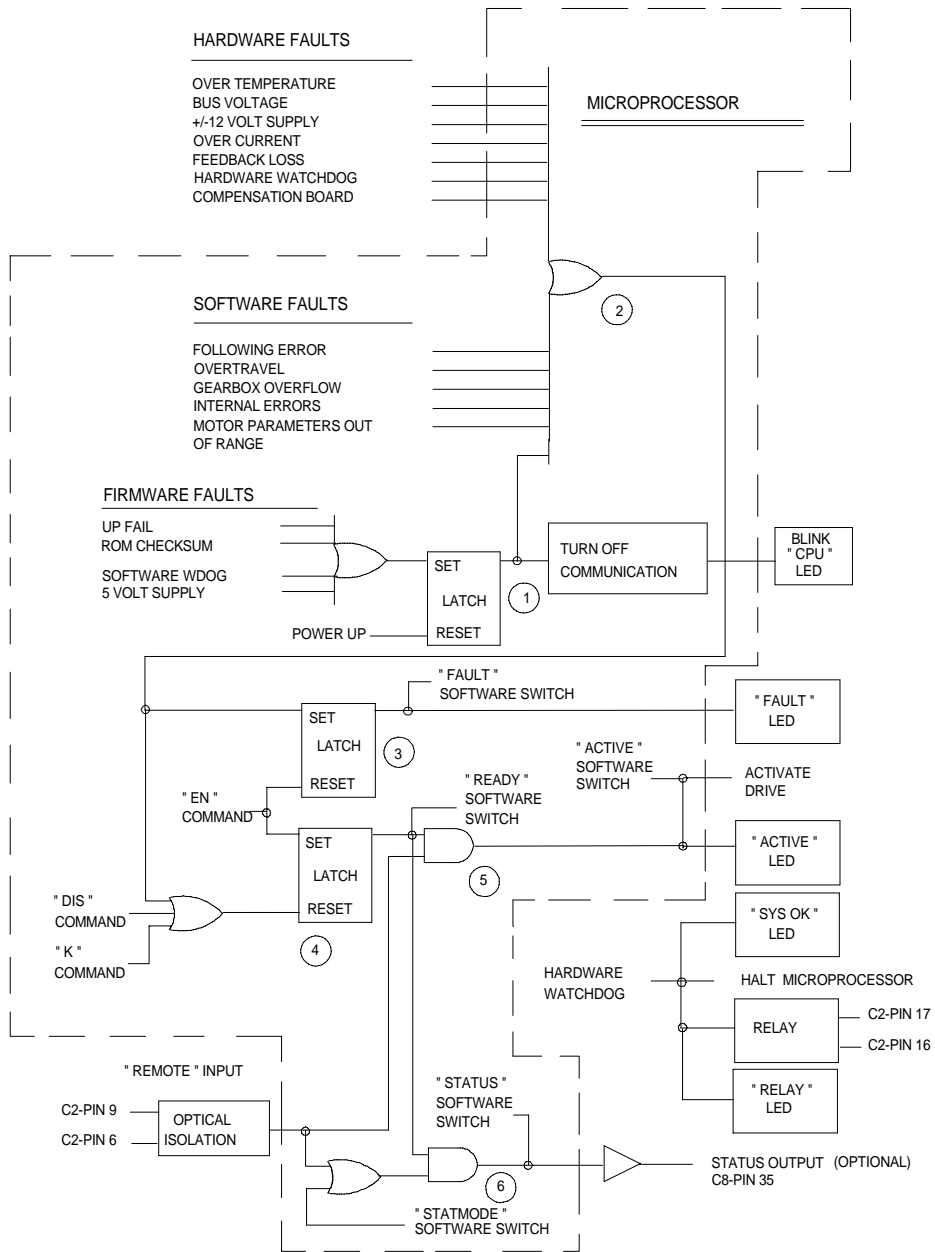 HARDWARE FAULTS
OVER TEMPERATURE
BUS VOLTAGE
+/-12 VOLT SUPPLY
OVER CURRENT
FEEDBACK LOSS
HARDWARE WATCHDOG
COMPENSATION BOARD
MICROPROCESSOR
2
SOFTWARE FAULTS
FOLLOWING ERROR
OVERTRAVEL
GEARBOX OVERFLOW
INTERNAL ERRORS
MOTOR PARAMETERS OUT
OF RANGE
FIRMWARE FAULTS
UP FAIL
ROM CHECKSUM
SOFTWARE WDOG
5 VOLT SUPPLY
POWER UP
SET
LATCH
RESET
1
TURN OFF
COMMUNICATION
BLINK
" CPU "
LED
" FAULT "
SOFTWARE SWITCH
SET
LATCH
RESET
3
" FAULT "
LED
" EN "
COMMAND
" READY "
SOFTWARE
SWITCH
" ACTIVE "
SOFTWARE
SWITCH
ACTIVATE
DRIVE
SET
LATCH
RESET
4
5
" ACTIVE "
LED
" DIS "
COMMAND
" K "
COMMAND
" SYS OK "
LED
HARDWARE
WATCHDOG
HALT MICROPROCESSOR
RELAY
C2-PIN 17
C2-PIN 16
" RELAY "
LED
" REMOTE " INPUT
C2-PIN 9
C2-PIN 6
OPTICAL
ISOLATION
" STATUS "
SOFTWARE
SWITCH
6
STATUS OUTPUT (OPTIONAL)
C8-PIN 35
" STATMODE "
SOFTWARE SWITCH